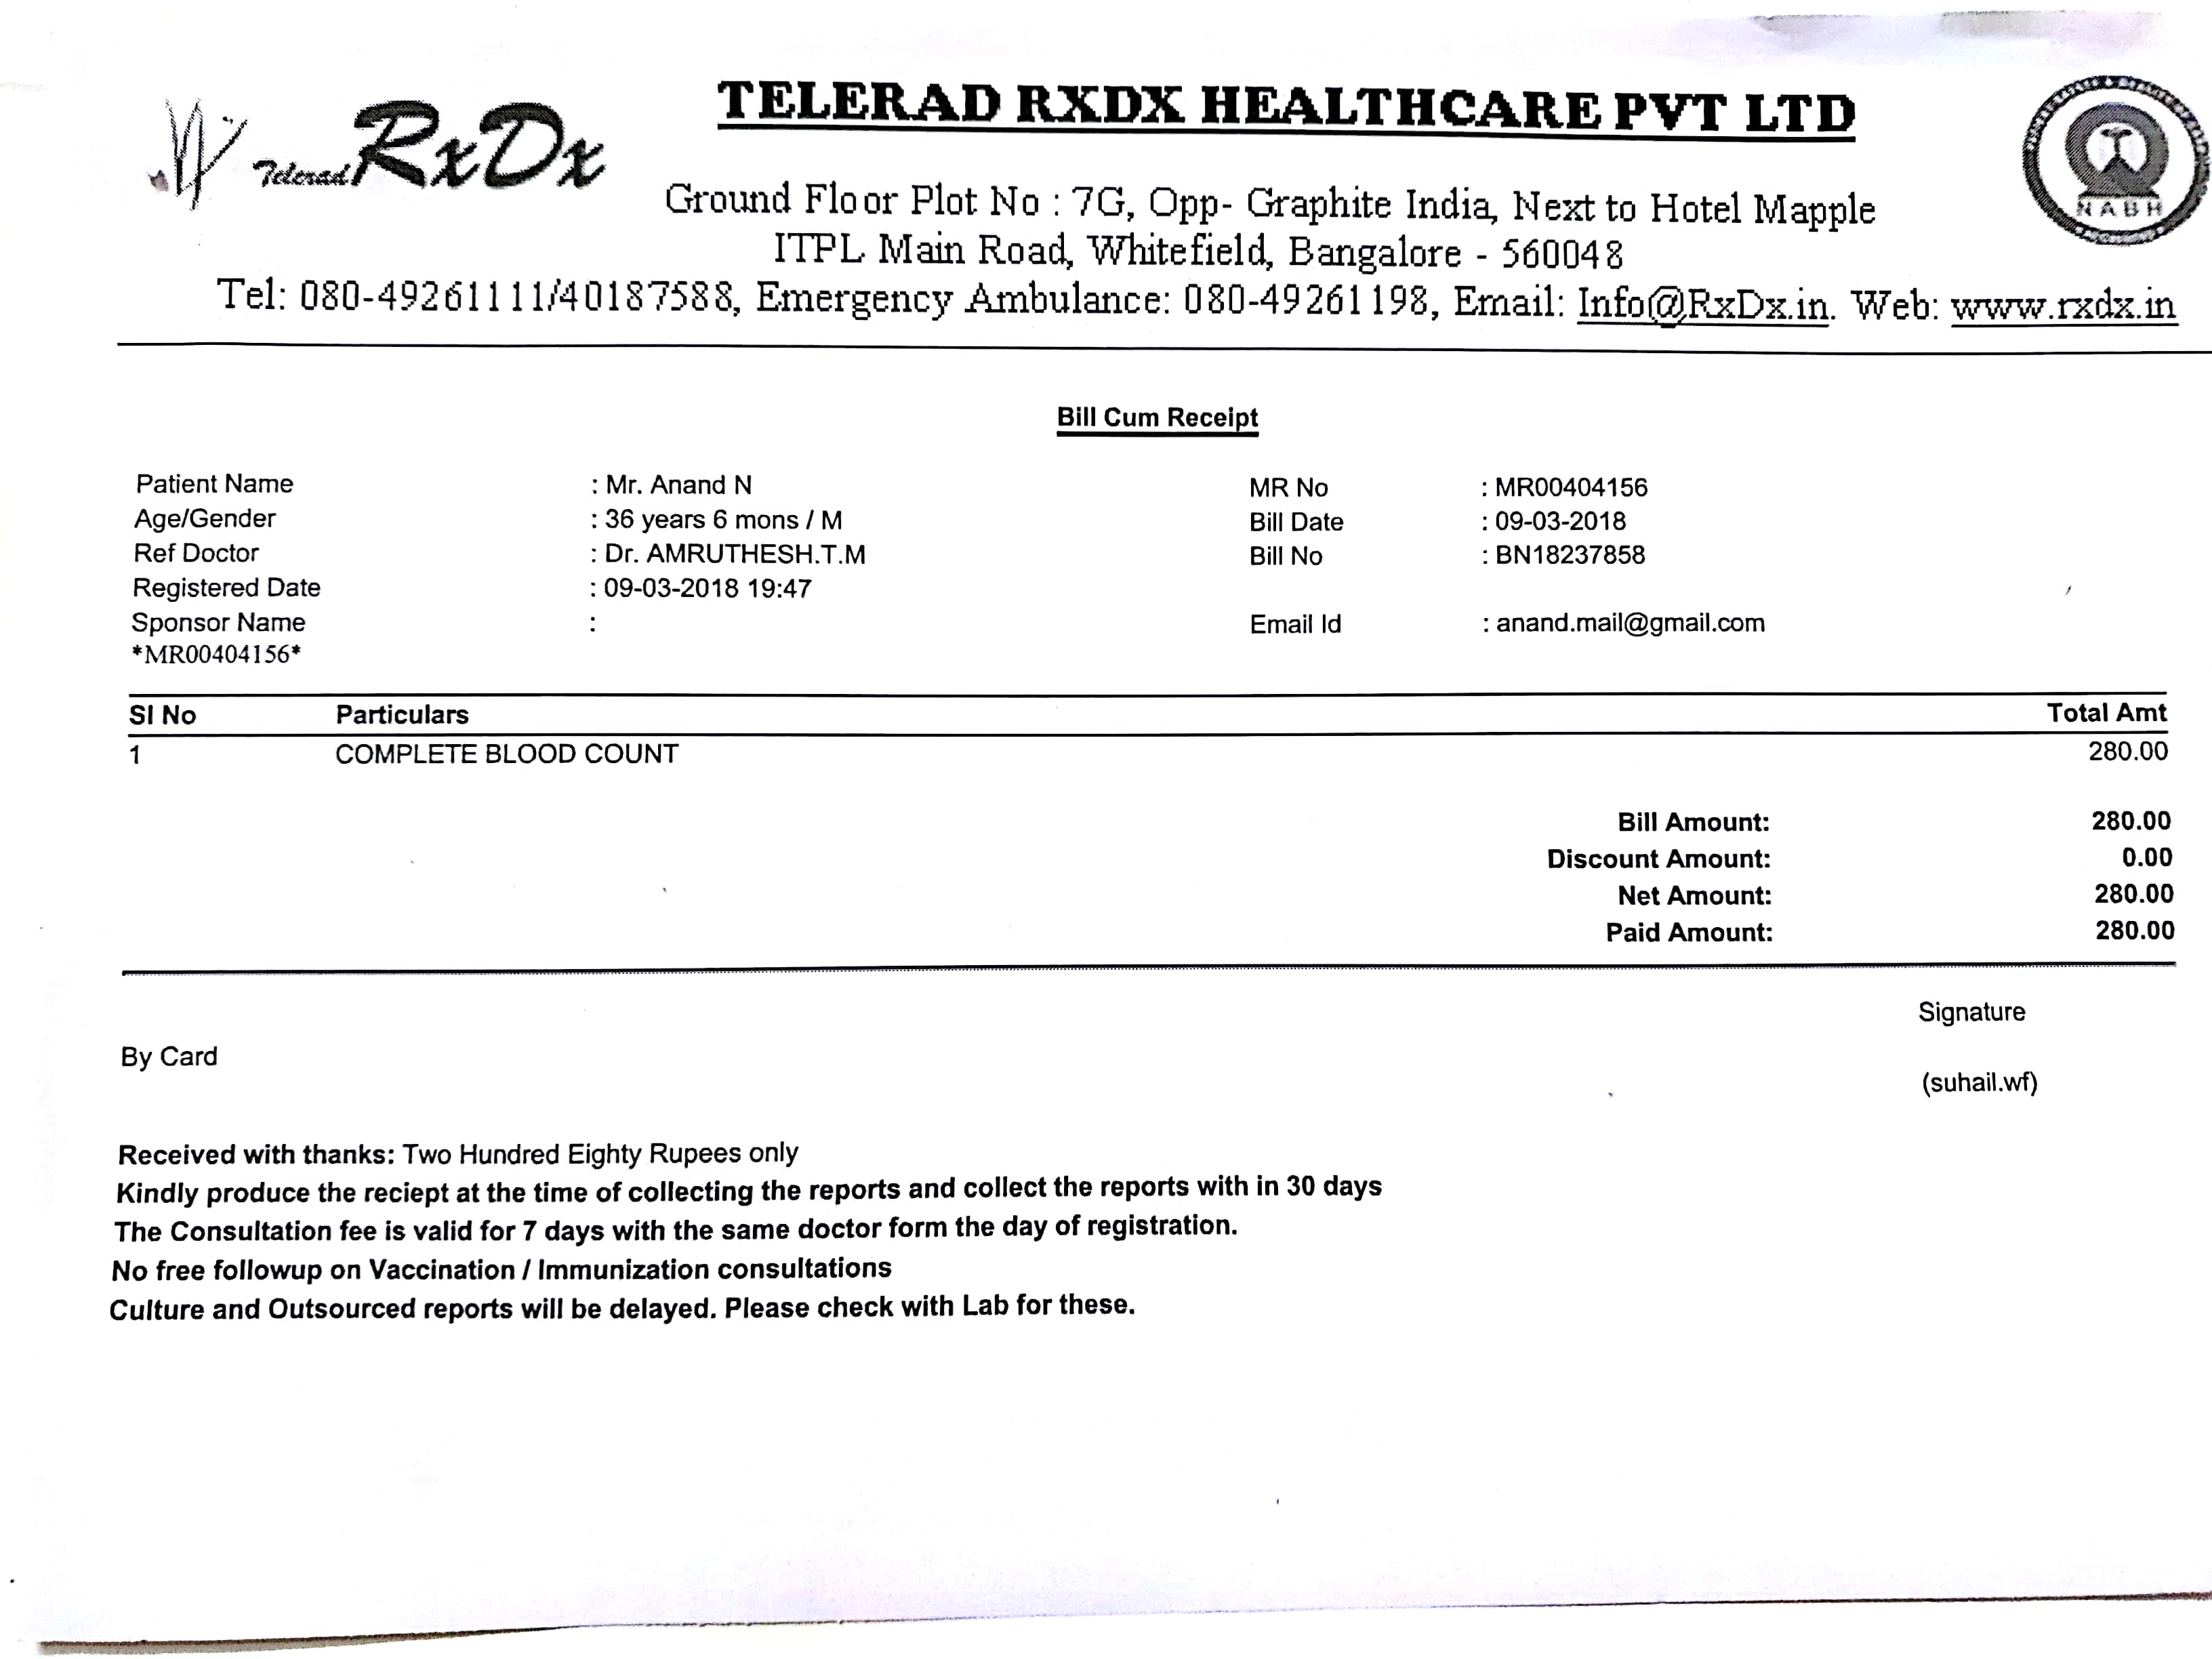 Telerad RxDx
TELERAD RXDX HEALTHCARE PVT LTD
Ground Floor Plot No : 7G, Opp- Graphite India, Next to Hotel Mapple
ITPL Main Road, Whitefield, Bangalore - 560048
Tel: 080-49261111/40187588, Emergency Ambulance: 080-49261198, Email: Info@RxDx.in. Web: www.rxdx.in
NABH
Bill Cum Receipt
Patient Name : Mr. Anand N MR No : MR00404156
Age/Gender : 36 years 6 mons / M Bill Date : 09-03-2018
Ref Doctor : Dr. AMRUTHESH.T.M Bill No : BN18237858
Registered Date : 09-03-2018 19:47
Sponsor Name : Email Id : anand.mail@gmail.com
*MR00404156*
SI No Particulars Total Amt
1 COMPLETE BLOOD COUNT 280.00
Bill Amount: 280.00
Discount Amount: 0.00
Net Amount: 280.00
Paid Amount: 280.00
Signature
By Card
(suhail.wf)
Received with thanks: Two Hundred Eighty Rupees only
Kindly produce the reciept at the time of collecting the reports and collect the reports with in 30 days
The Consultation fee is valid for 7 days with the same doctor form the day of registration.
No free followup on Vaccination / Immunization consultations
Culture and Outsourced reports will be delayed. Please check with Lab for these.